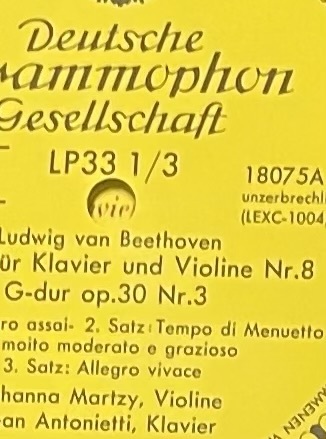 Deutsche
ammophon
Gesellschaft
LP33 1/3
18075A
(vie)
unzerbrechl
(LEXC-1004
Ludwig van Beethoven
ür Klavier und Violine Nr.8
G-dur op.30 Nr.3
ro assai- 2. Satz: Tempo di Menuetto
moito moderato e grazioso
3. Satz: Allegro vivace
hanna Martzy, Violine
an Antonietti, Klavier